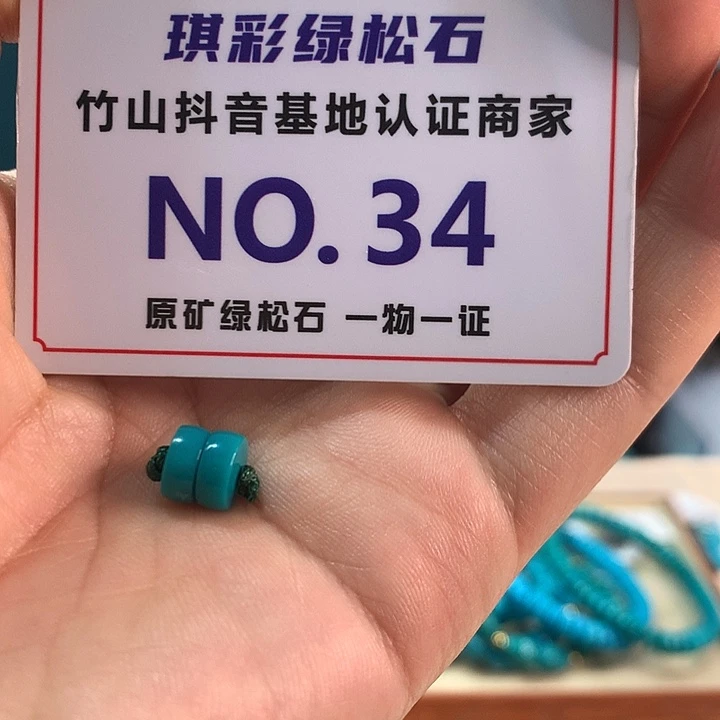 琪彩绿松石
竹山抖音基地认证商家
NO. 34
原矿绿松石 一物一证